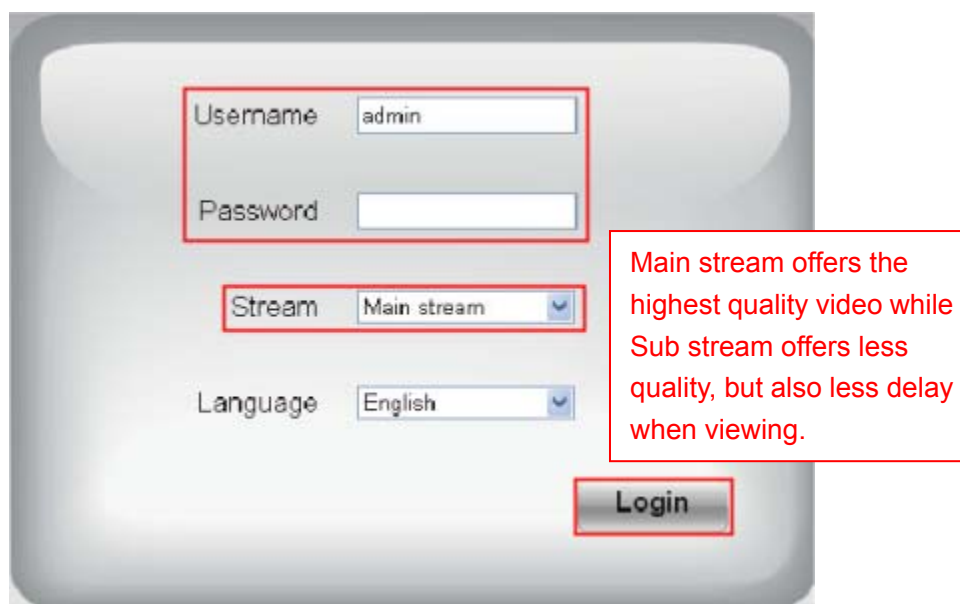 Username admin
Password
Stream Main stream
Language English
Login
Main stream offers the
highest quality video while
Sub stream offers less
quality, but also less delay
when viewing.